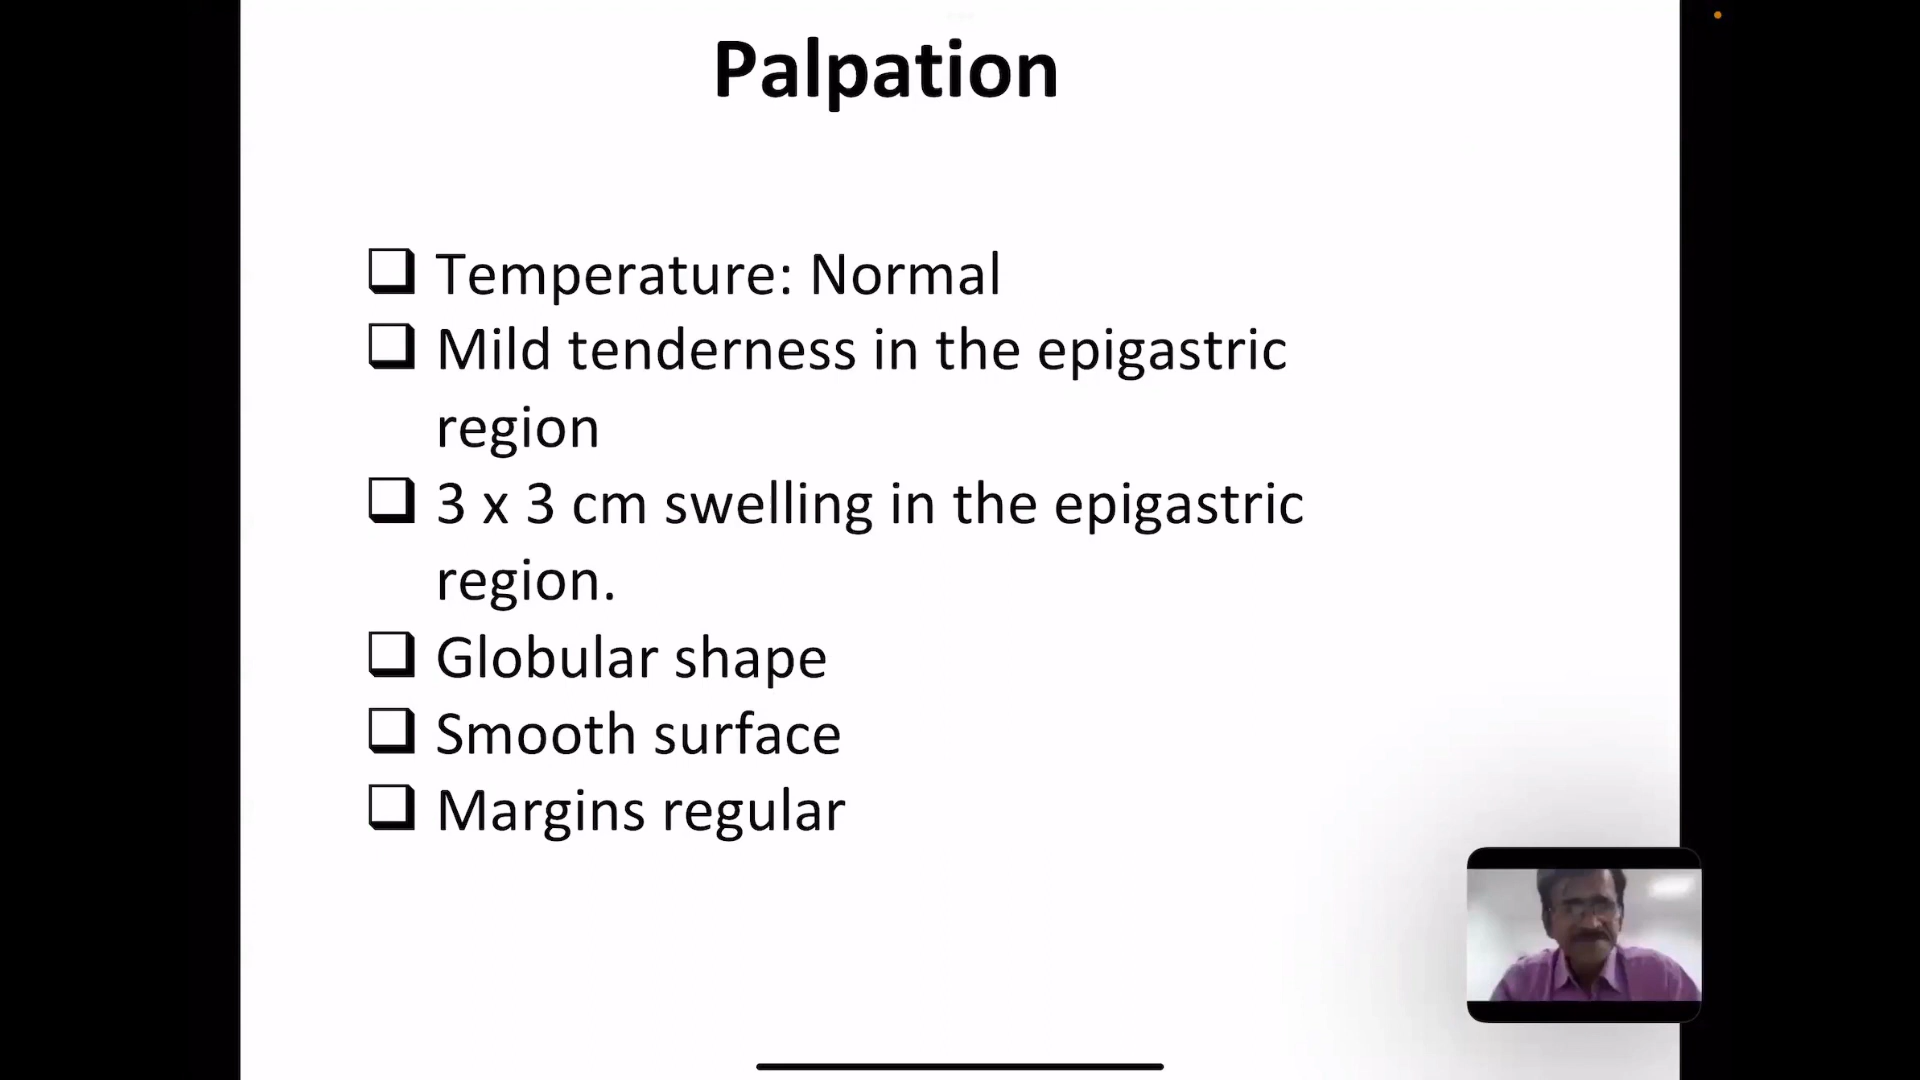 Palpation
❑ Temperature: Normal
❑ Mild tenderness in the epigastric
region
❑ 3 x 3 cm swelling in the epigastric
region.
❑ Globular shape
❑ Smooth surface
❑ Margins regular